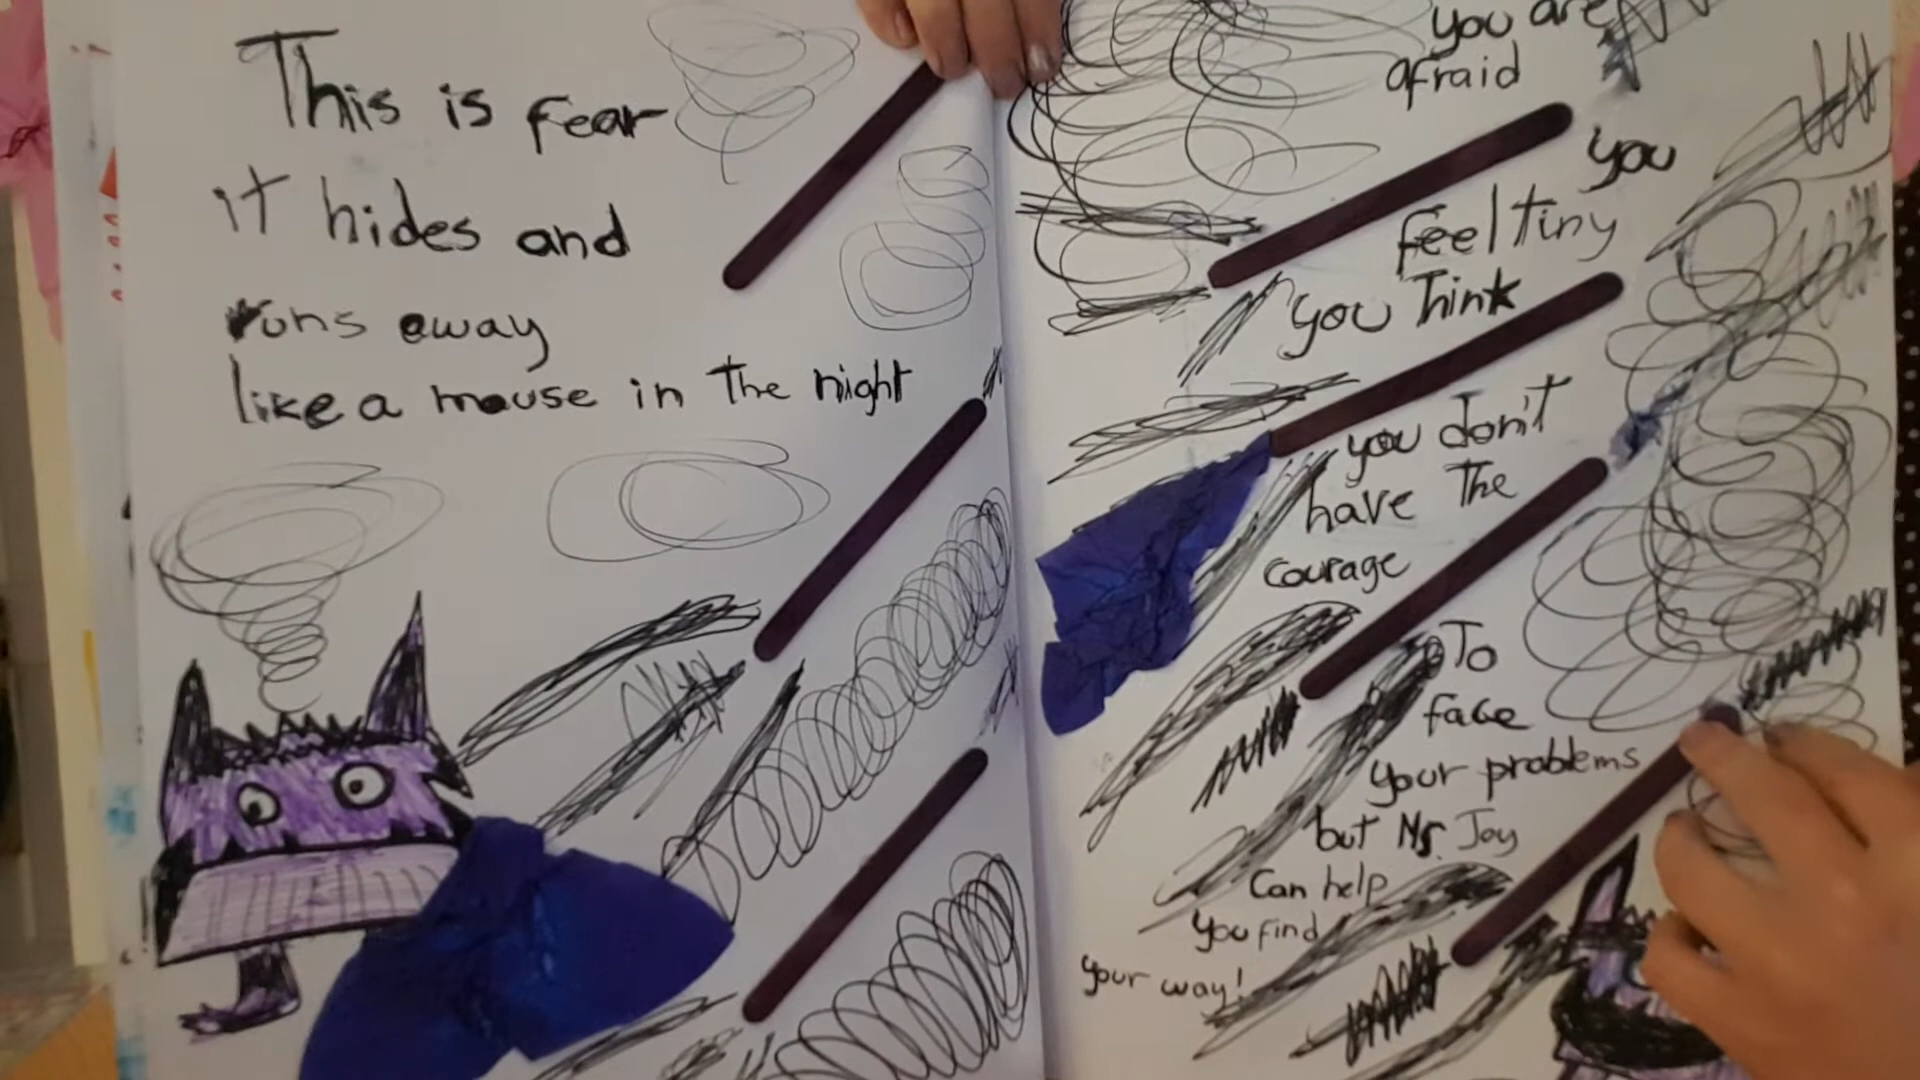 This is fear
it hides and
runs away
like a mouse in the night
you are
afraid
you
feel tiny
you Think
you don't
have The
courage
To
face
your problems
but Mr. Joy
Can help
you find
your way!